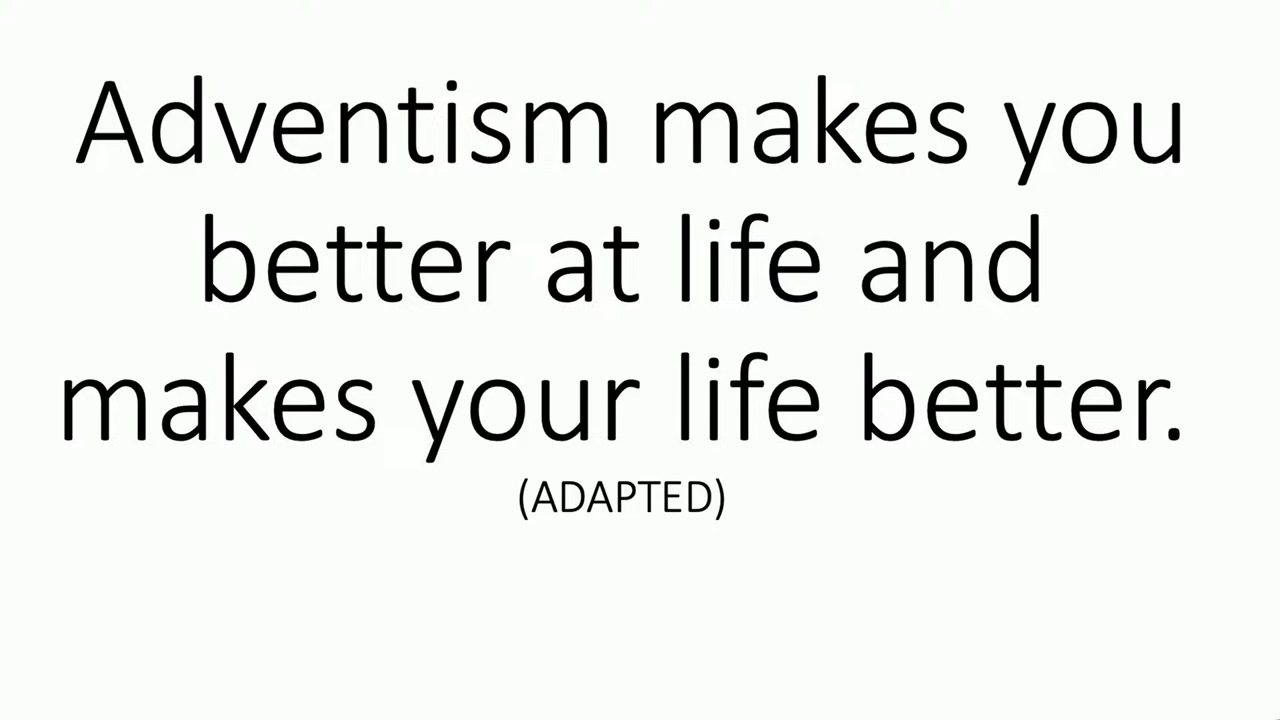 Adventism makes you
better at life and
makes your life better.
(ADAPTED)